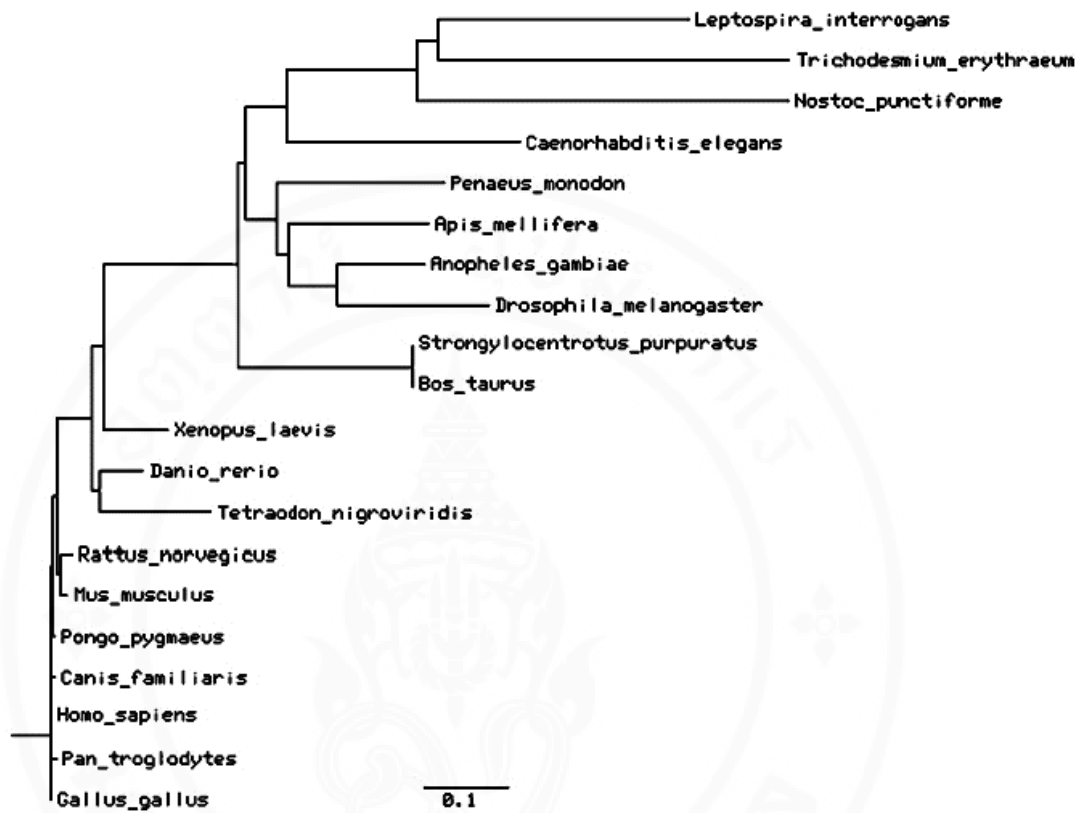 Leptospira_interrogans
Trichodesmium_erythraeum
Nostoc_punctiforme
Caenorhabditis_elegans
Penaeus_monodon
Apis_mellifera
Anopheles_gambiae
Drosophila_melanogaster
Strongylocentrotus_purpuratus
Bos_taurus
Xenopus_laevis
Danio_rerio
Tetraodon_nigroviridis
Rattus_norvegicus
Mus_musculus
Pongo_pygmaeus
Canis_familiaris
Homo_sapiens
Pan_troglodytes
Gallus_gallus
0.1